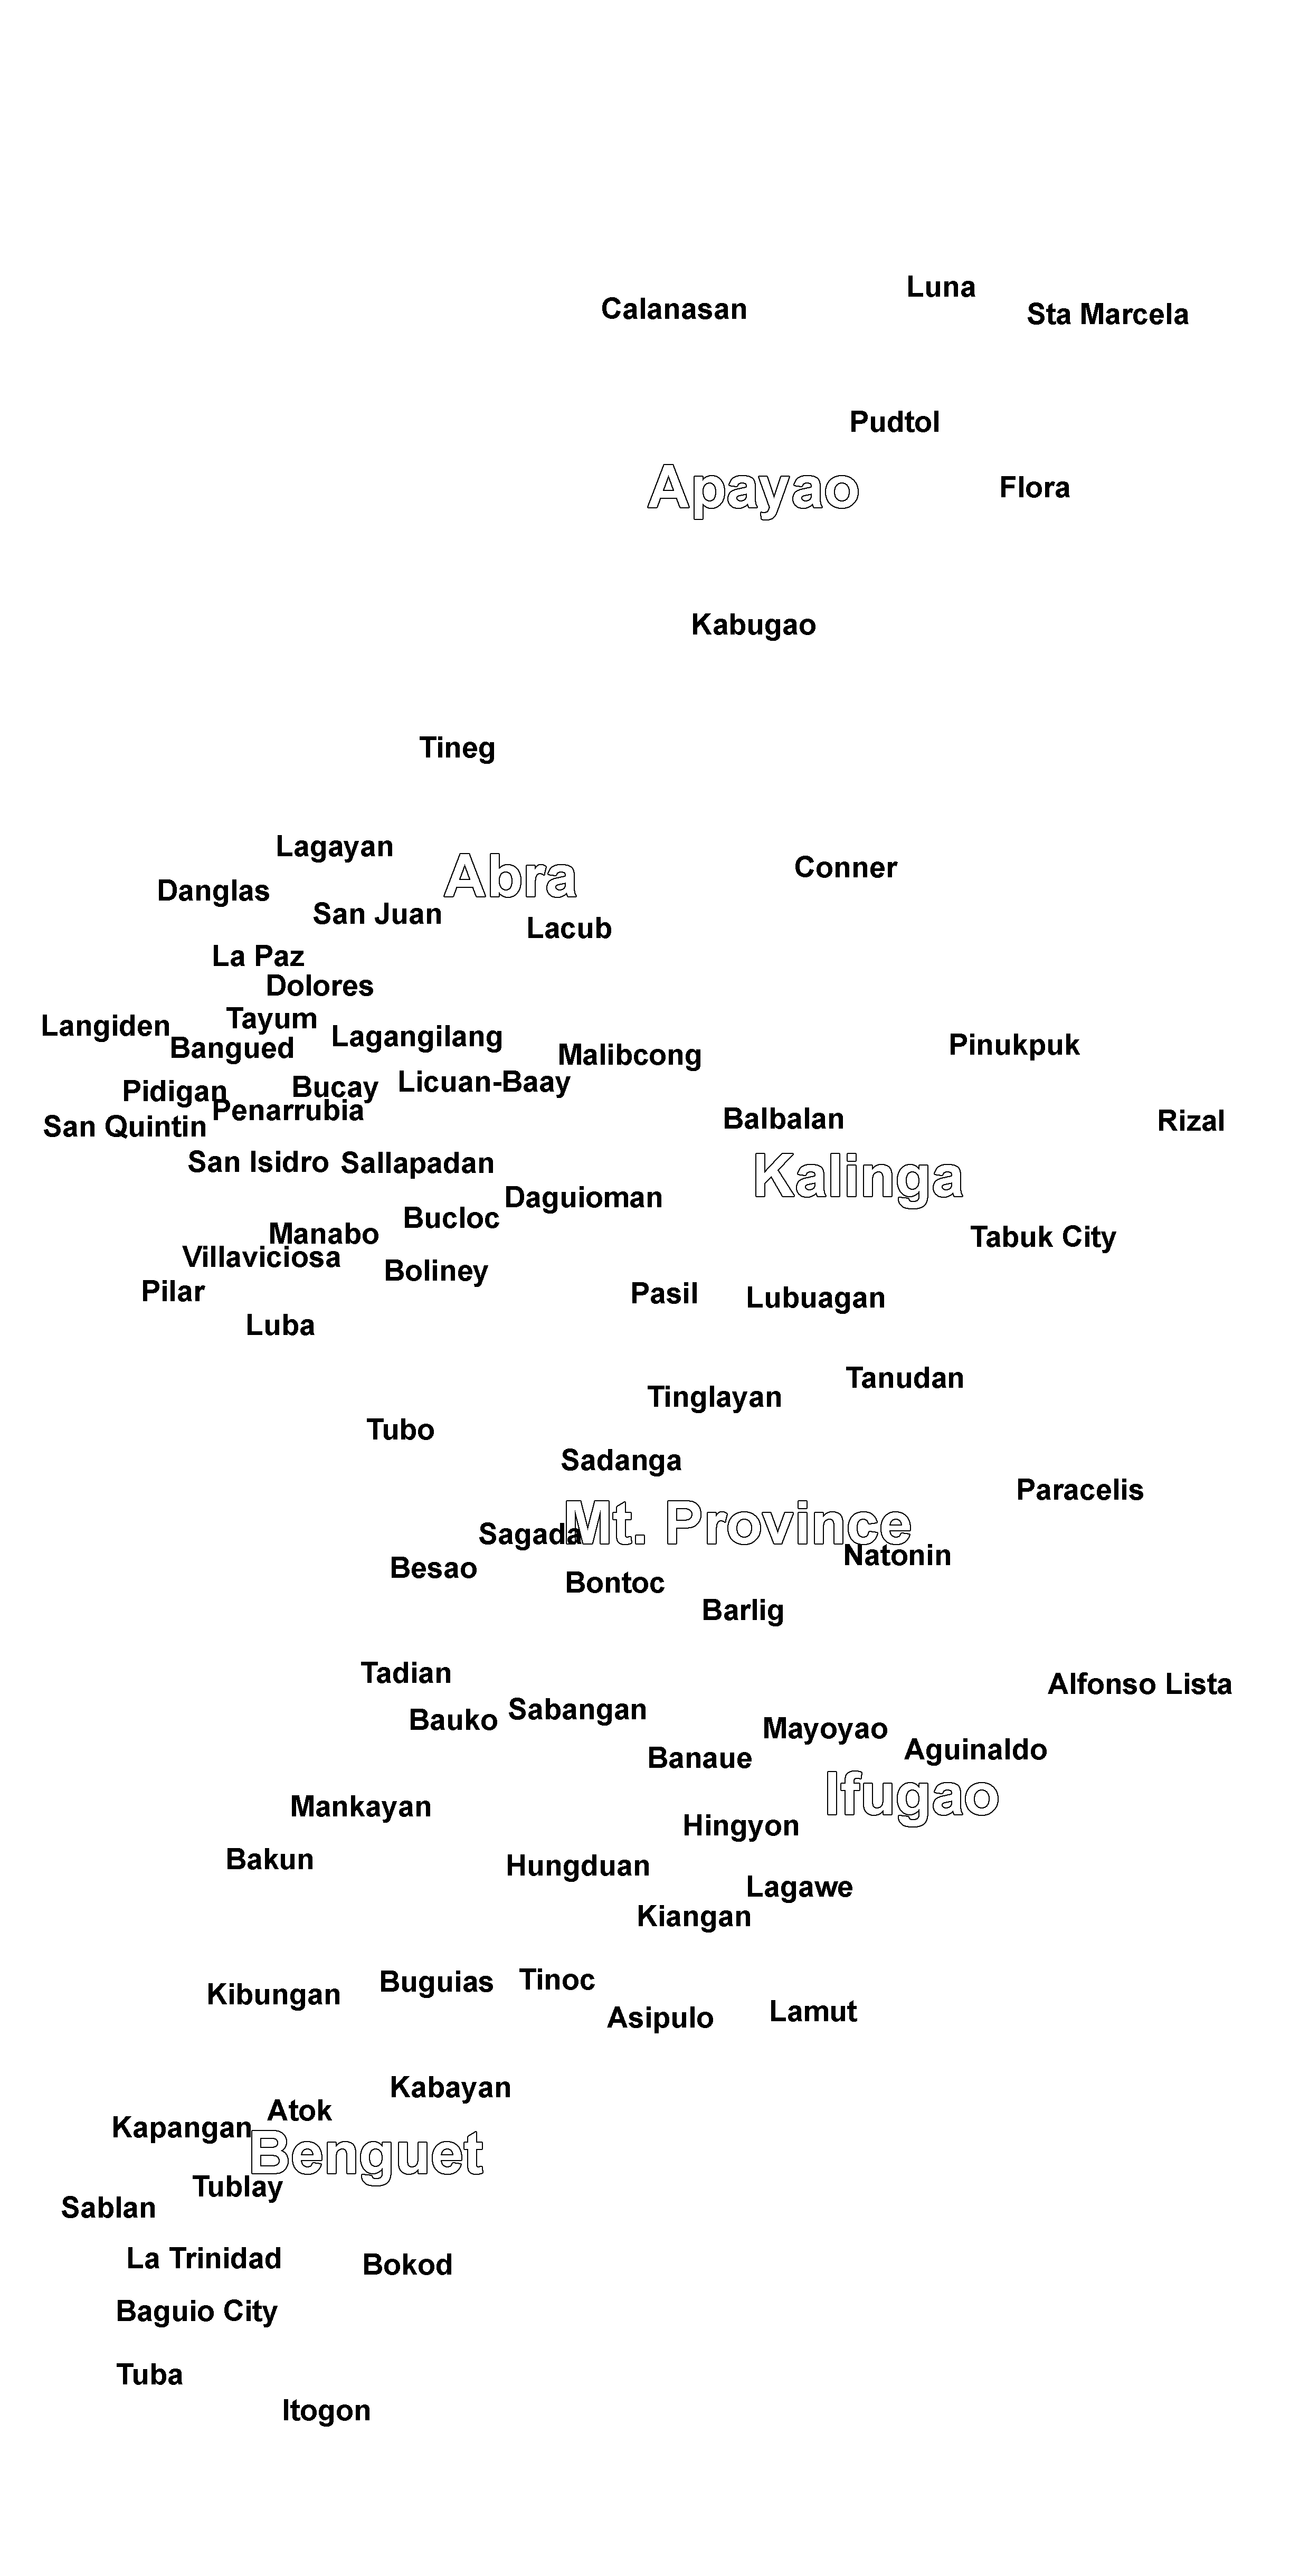 Luna
Calanasan
Sta Marcela
Pudtol
Apayao
Flora
Kabugao
Tineg
Lagayan
Conner
Abra
Danglas
San Juan
Lacub
La Paz
Dolores
Tayum
Langiden
Lagangilang
Pinukpuk
Bangued
Malibcong
Licuan-Baay
Bucay
Pidigan
Penarrubia
Balbalan
Rizal
San Quintin
San Isidro
Sallapadan
Kalinga
Daguioman
Bucloc
Manabo
Tabuk City
Villaviciosa
Boliney
Pilar
Pasil
Lubuagan
Luba
Tanudan
Tinglayan
Tubo
Sadanga
Paracelis
Mt. Province
Sagada
Natonin
Besao
Bontoc
Barlig
Tadian
Alfonso Lista
Sabangan
Bauko
Mayoyao
Aguinaldo
Banaue
Ifugao
Mankayan
Hingyon
Bakun
Hungduan
Lagawe
Kiangan
Tinoc
Buguias
Kibungan
Lamut
Asipulo
Kabayan
Atok
Kapangan
Benguet
Tublay
Sablan
La Trinidad
Bokod
Baguio City
Tuba
Itogon